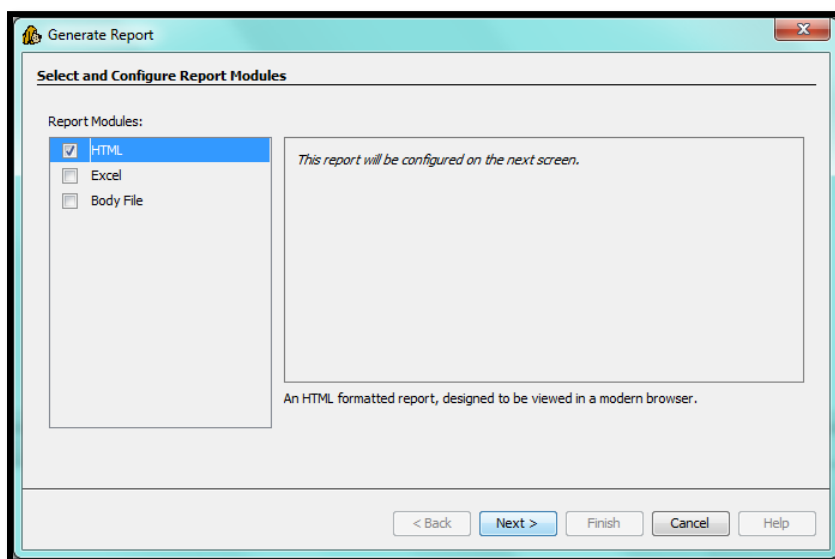 Generate Report
X
Select and Configure Report Modules
Report Modules:
HTML
Excel
Body File
This report will be configured on the next screen.
An HTML formatted report, designed to be viewed in a modern browser.
< Back Next > Finish Cancel Help